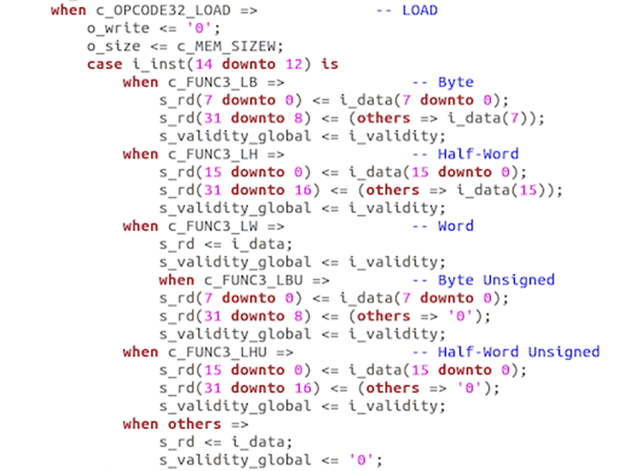 when c_OPCODE32_LOAD => -- LOAD
o_write <= '0';
o_size <= c_MEM_SIZEW;
case i_inst(14 downto 12) is
when c_FUNC3_LB => -- Byte
s_rd(7 downto 0) <= i_data(7 downto 0);
s_rd(31 downto 8) <= (others => i_data(7));
s_validity_global <= i_validity;
when c_FUNC3_LH => -- Half-Word
s_rd(15 downto 0) <= i_data(15 downto 0);
s_rd(31 downto 16) <= (others => i_data(15));
s_validity_global <= i_validity;
when c_FUNC3_LW => -- Word
s_rd <= i_data;
s_validity_global <= i_validity;
when c_FUNC3_LBU => -- Byte Unsigned
s_rd(7 downto 0) <= i_data(7 downto 0);
s_rd(31 downto 8) <= (others => '0');
s_validity_global <= i_validity;
when c_FUNC3_LHU => -- Half-Word Unsigned
s_rd(15 downto 0) <= i_data(15 downto 0);
s_rd(31 downto 16) <= (others => '0');
s_validity_global <= i_validity;
when others =>
s_rd <= i_data;
s_validity_global <= '0';